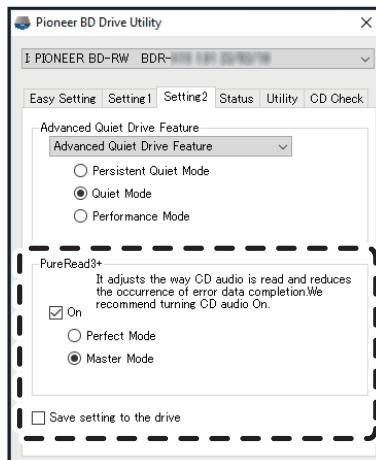 Pioneer BD Drive Utility
I: PIONEER BD-RW BDR-
Easy Setting Setting1 Setting2 Status Utility CD Check
Advanced Quiet Drive Feature
Advanced Quiet Drive Feature
Persistent Quiet Mode
Quiet Mode
Performance Mode
PureRead3+
It adjusts the way CD audio is read and reduces
the occurrence of error data completion.We
recommend turning CD audio On.
On
Perfect Mode
Master Mode
Save setting to the drive